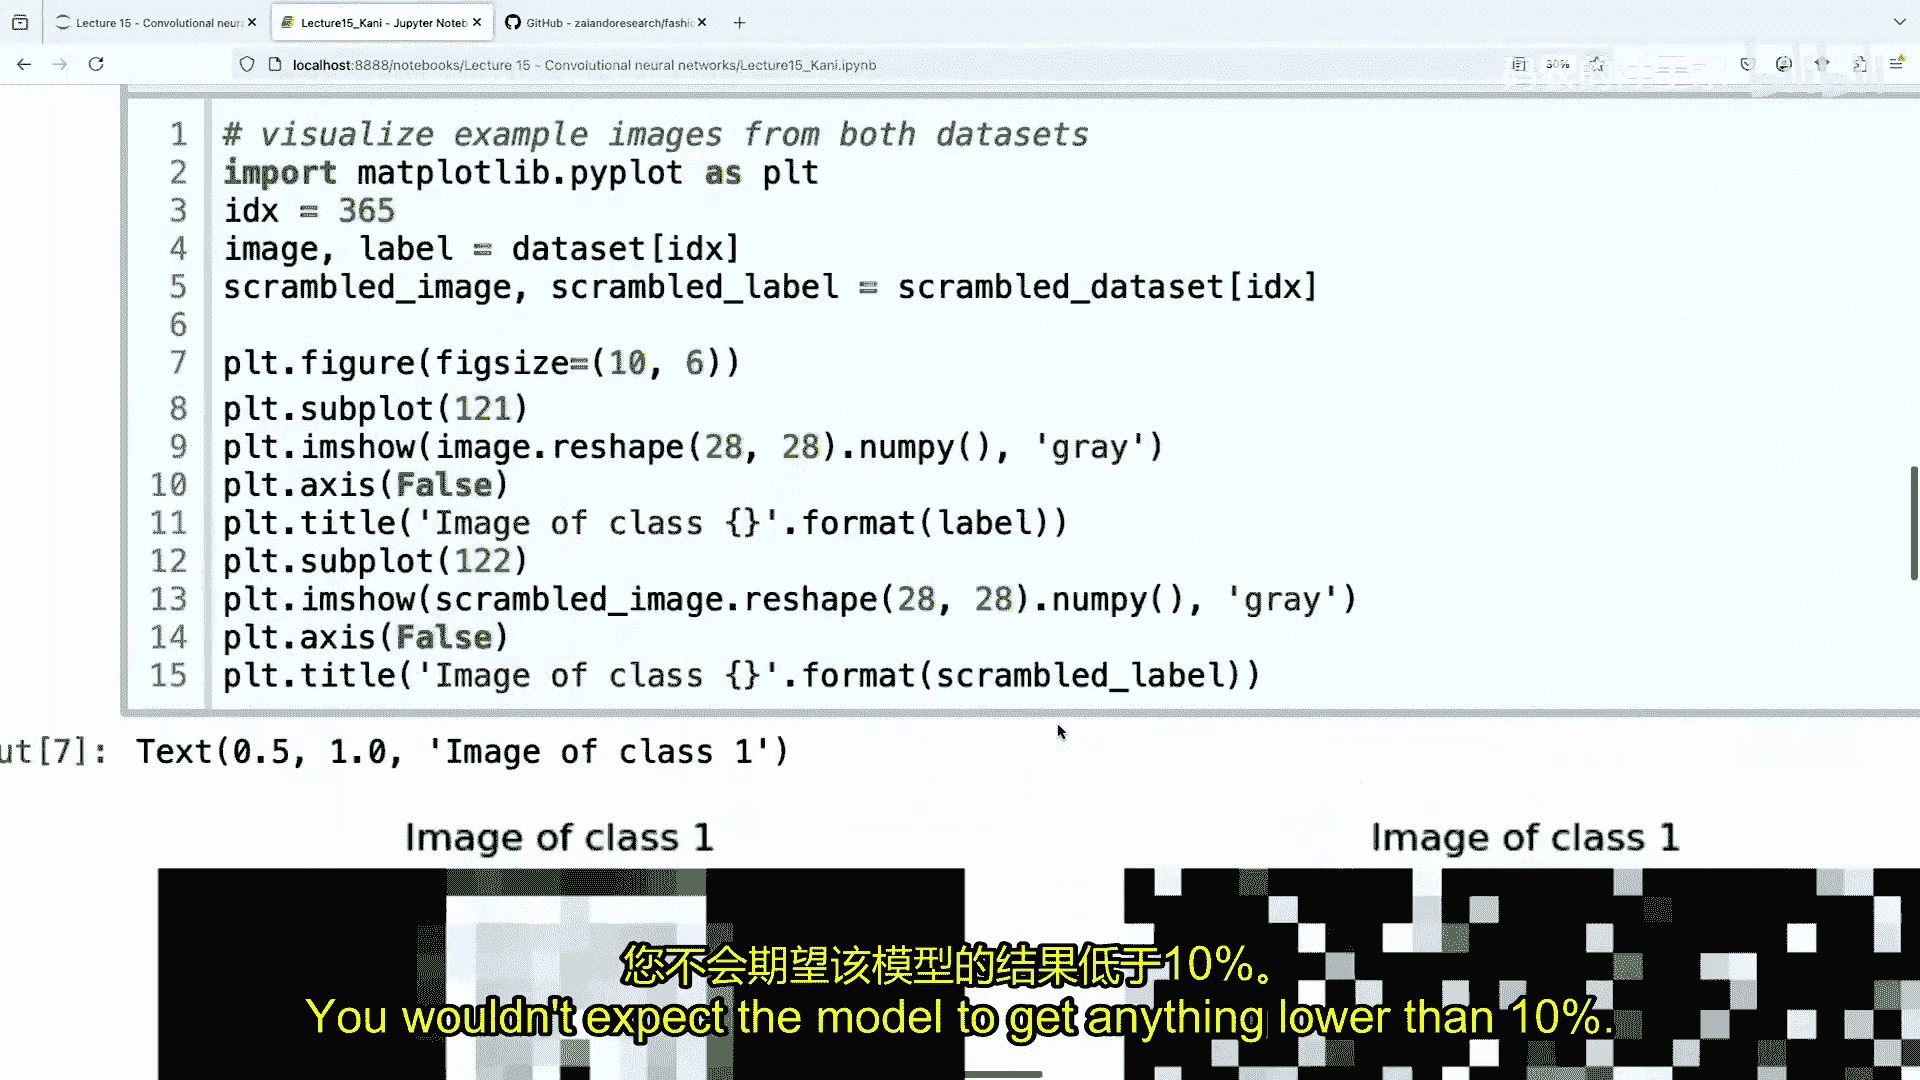 Lecture 15 - Convolutional neur
Lecture15_Kani - Jupyter Noteb
GitHub - zalandoresearch/fashi
localhost:8888/notebooks/Lecture 15 - Convolutional neural networks/Lecture15_Kani.ipynb
1 # visualize example images from both datasets
2 import matplotlib.pyplot as plt
3 idx = 365
4 image, label = dataset[idx]
5 scrambled_image, scrambled_label = scrambled_dataset[idx]
6
7 plt.figure(figsize=(10, 6))
8 plt.subplot(121)
9 plt.imshow(image.reshape(28, 28).numpy(), 'gray')
10 plt.axis(False)
11 plt.title('Image of class {}'.format(label))
12 plt.subplot(122)
13 plt.imshow(scrambled_image.reshape(28, 28).numpy(), 'gray')
14 plt.axis(False)
15 plt.title('Image of class {}'.format(scrambled_label))
ut[7]: Text(0.5, 1.0, 'Image of class 1')
Image of class 1
Image of class 1
您不会期望该模型的结果低于10%。
You wouldn't expect the model to get anything lower than 10%.